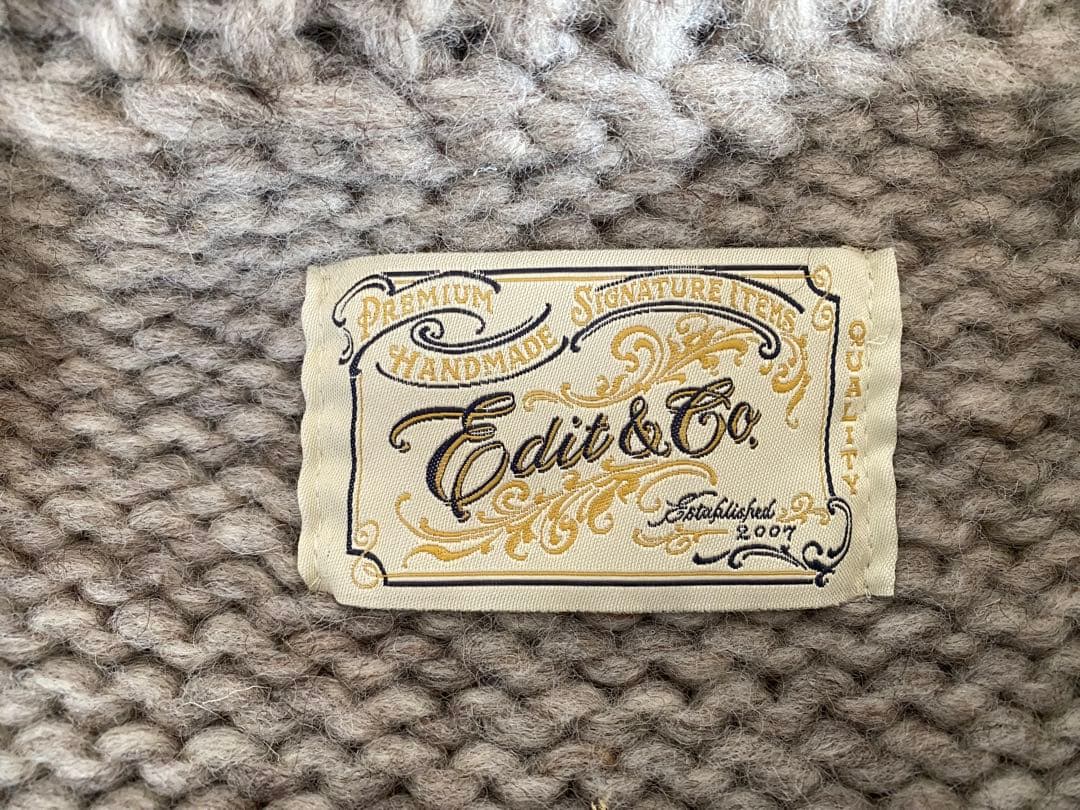 PREMIUM
HANDMADE
SIGNATURE ITEMS
Edit & Co.
Established
2007
QUALITY